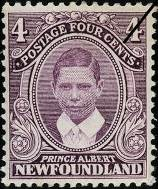 4 4
POSTAGE FOUR CENTS
PRINCE ALBERT
NEWFOUNDLAND